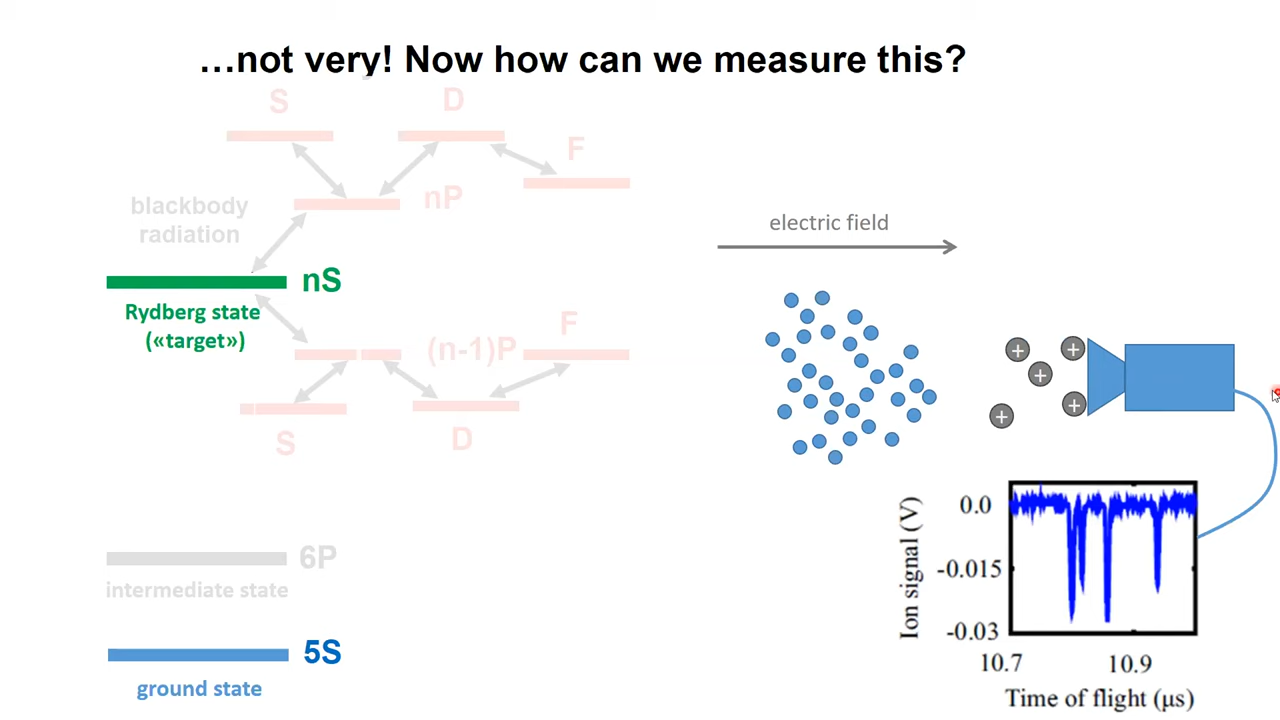 …not very! Now how can we measure this?
S
D
F
nP
blackbody
radiation
nS
Rydberg state
(«target»)
(n-1)P
F
S
D
6P
intermediate state
5S
ground state
electric field
+
+
+
+
+
Ion signal (V)
0.0
-0.015
-0.03
10.7
10.9
Time of flight (μs)